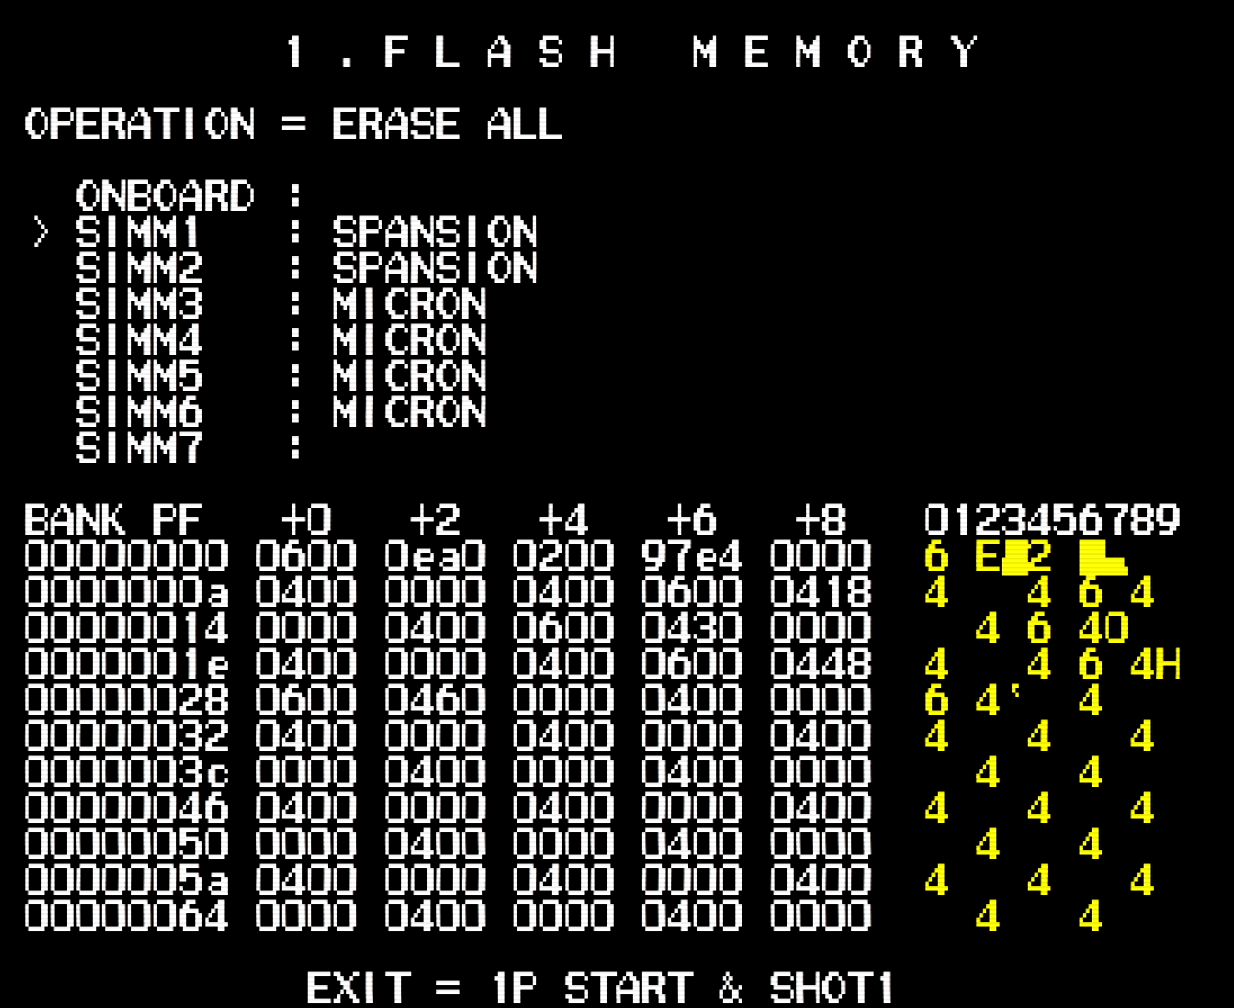 1.FLASH MEMORY
OPERATION = ERASE ALL
ONBOARD :
> SIMM1 : SPANSION
SIMM2 : SPANSION
SIMM3 : MICRON
SIMM4 : MICRON
SIMM5 : MICRON
SIMM6 : MICRON
SIMM7 :
BANK PF +0 +2 +4 +6 +8 0123456789
00000000 0600 0ea0 0200 97e4 0000 6 E 2
0000000a 0400 0000 0400 0600 0418 4 4 6 4
00000014 0000 0400 0600 0430 0000 4 6 40
0000001e 0400 0000 0400 0600 0448 4 4 6 4H
00000028 0600 0460 0000 0400 0000 6 4` 4
00000032 0400 0000 0400 0000 0400 4 4 4
0000003c 0000 0400 0000 0400 0000 4 4
00000046 0400 0000 0400 0000 0400 4 4 4
00000050 0000 0400 0000 0400 0000 4 4
0000005a 0400 0000 0400 0000 0400 4 4 4
00000064 0000 0400 0000 0400 0000 4 4
EXIT = 1P START & SHOT1